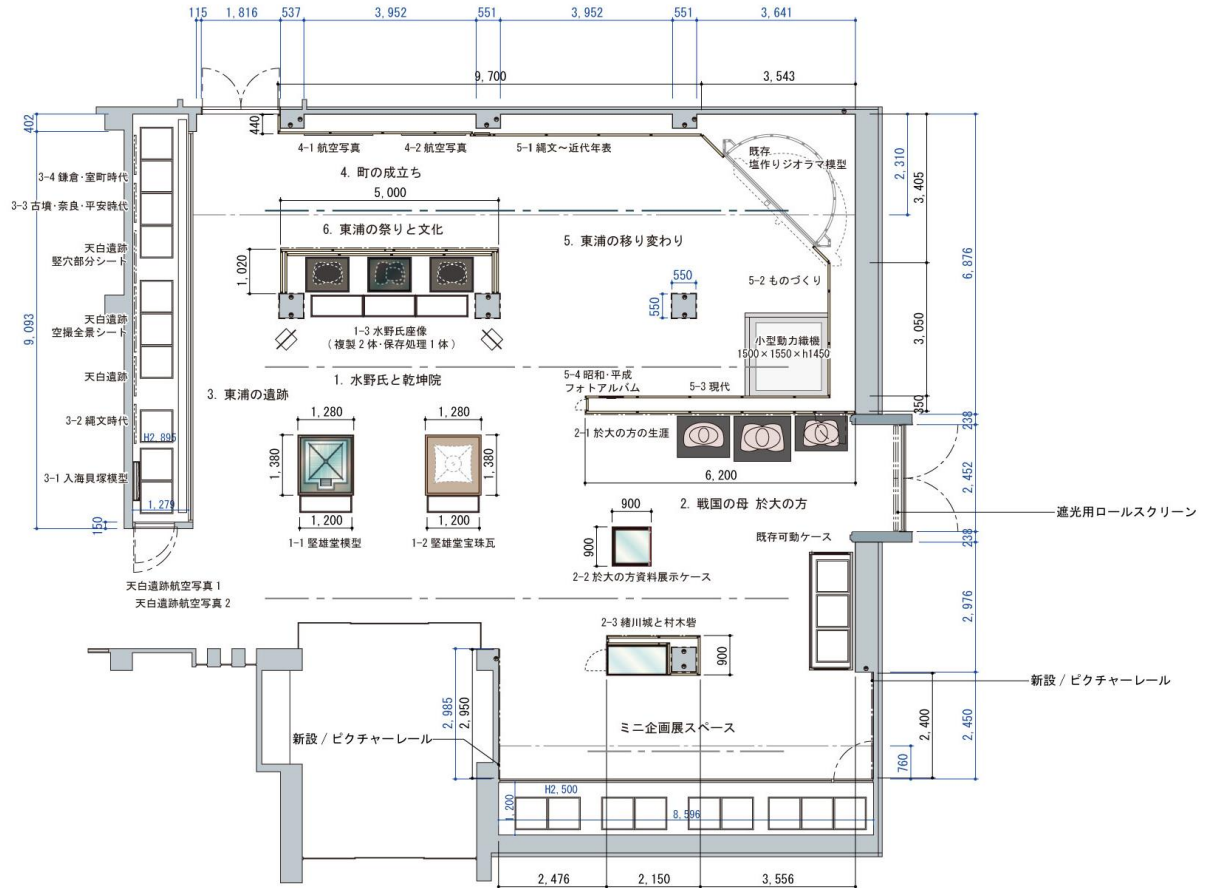 115
1,816
537
3,952
551
3,952
551
3,641
9,700
3,543
402
440
4-1 航空写真
4-2 航空写真
5-1 縄文～近代年表
既存
塩作りジオラマ模型
2,310
3,405
3-4 鎌倉・室町時代
4. 町の成立ち
5,000
3-3 古墳・奈良・平安時代
6. 東浦の祭りと文化
5. 東浦の移り変わり
6,876
天白遺跡
竪穴部分シート
1,020
550
5-2 ものづくり
550
3,050
9,093
天白遺跡
空撮全景シート
1-3 水野氏座像
(複製2体・保存処理1体)
小型動力織機
1500×1550×h1450
天白遺跡
1. 水野氏と乾坤院
5-4 昭和・平成
フォトアルバム
5-3 現代
3. 東浦の遺跡
350
3-2 縄文時代
1,280
1,280
238
H2,895
2-1 於大の方の生涯
1,380
1,380
3-1 入海貝塚模型
6,200
2,452
1,279
2. 戦国の母 於大の方
150
1,200
1,200
900
遮光用ロールスクリーン
1-1 堅雄堂模型
1-2 堅雄堂宝珠瓦
900
既存可動ケース
238
2-2 於大の方資料展示ケース
天白遺跡航空写真1
天白遺跡航空写真2
2,976
2-3 緒川城と村木砦
900
新設/ピクチャーレール
2,985
2,950
2,400
2,450
ミニ企画展スペース
新設/ピクチャーレール
760
H2,500
1,200
8,596
2,476
2,150
3,556